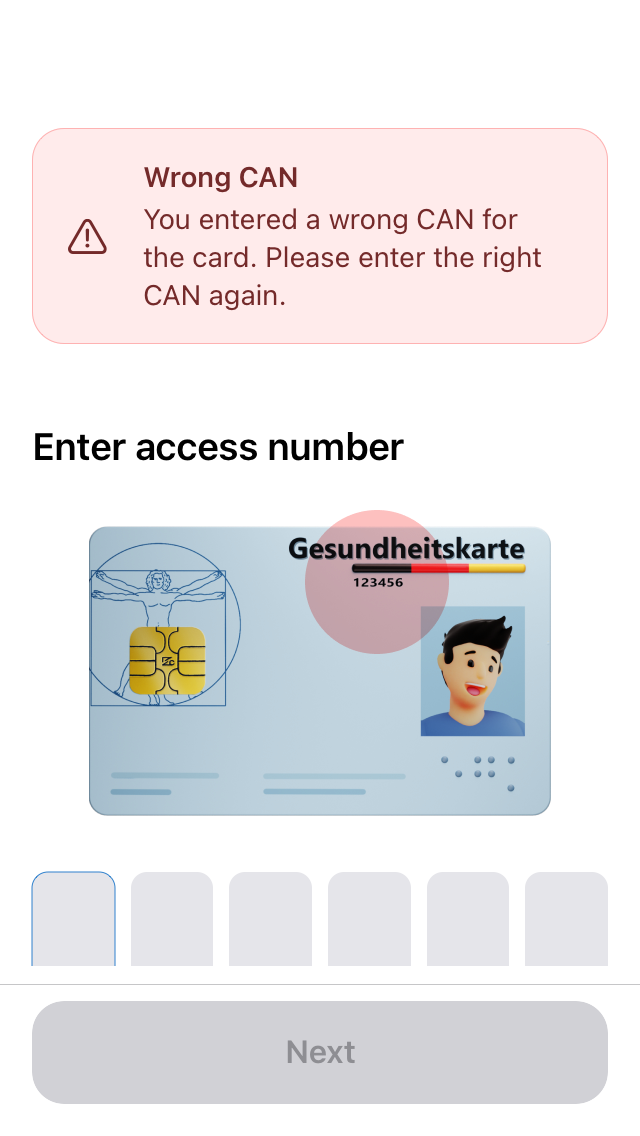 Wrong CAN
You entered a wrong CAN for
the card. Please enter the right
CAN again.
Enter access number
Gesundheitskarte
123456
Next